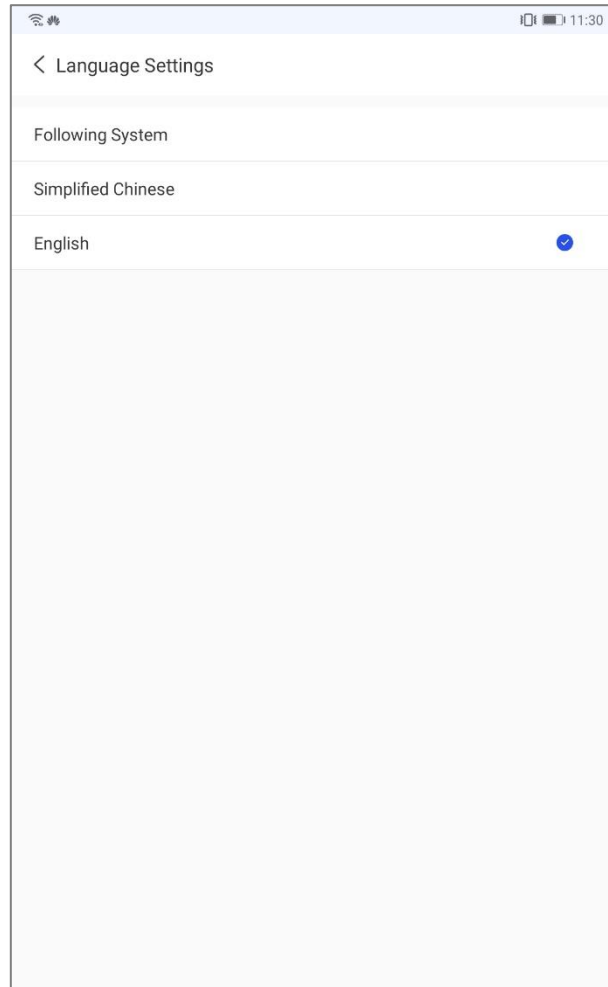 11:30
Language Settings
Following System
Simplified Chinese
English